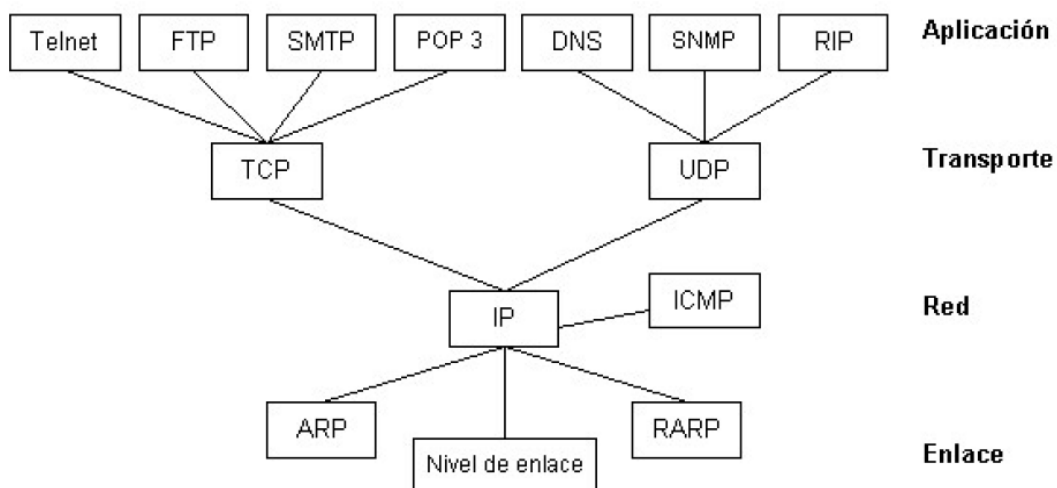 Telnet
FTP
SMTP
POP 3
DNS
SNMP
RIP
Aplicación
TCP
UDP
Transporte
IP
ICMP
Red
ARP
Nivel de enlace
RARP
Enlace